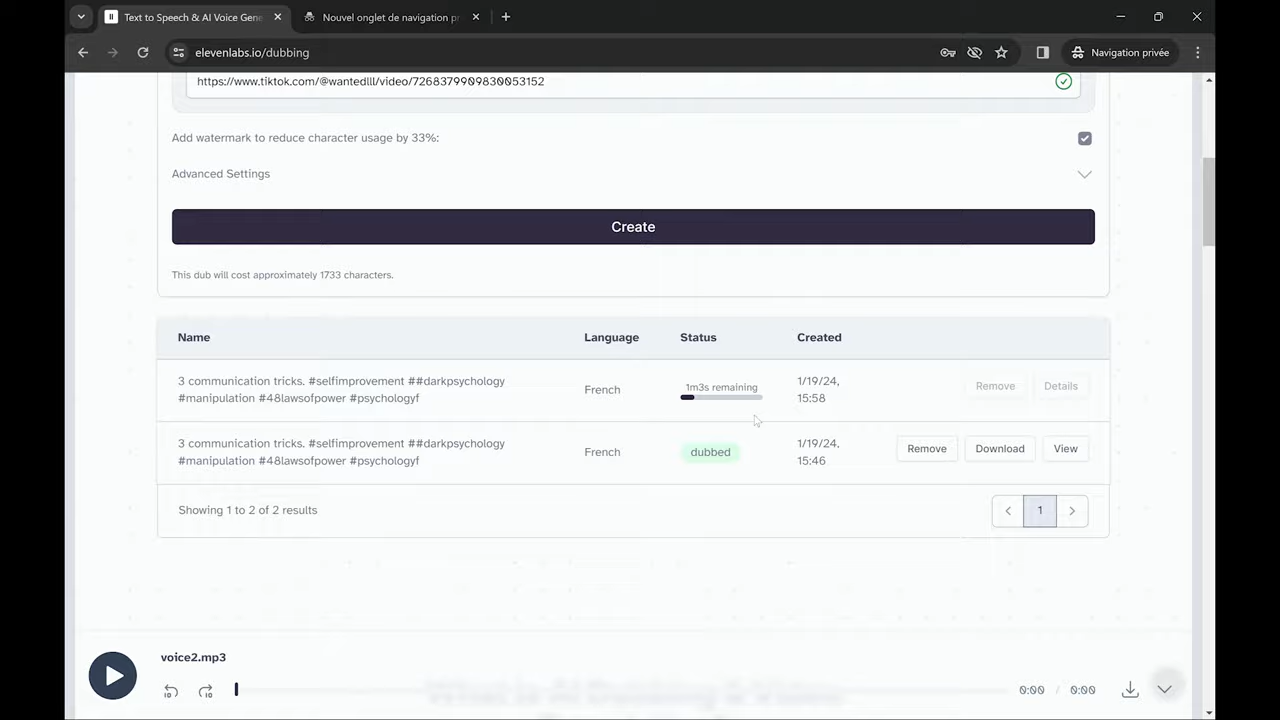 Text to Speech & AI Voice Gene
Nouvel onglet de navigation pr
elevenlabs.io/dubbing
Navigation privée
https://www.tiktok.com/@wantedlll/video/7268379909830053152
Add watermark to reduce character usage by 33%:
Advanced Settings
Create
This dub will cost approximately 1733 characters.
Name Language Status Created
3 communication tricks. #selfimprovement ##darkpsychology
#manipulation #48lawsofpower #psychologyf
French
1m3s remaining
1/19/24,
15:58
Remove Details
3 communication tricks. #selfimprovement ##darkpsychology
#manipulation #48lawsofpower #psychologyf
French
dubbed
1/19/24,
15:46
Remove Download View
Showing 1 to 2 of 2 results
1
voice2.mp3
10 10
0:00 / 0:00